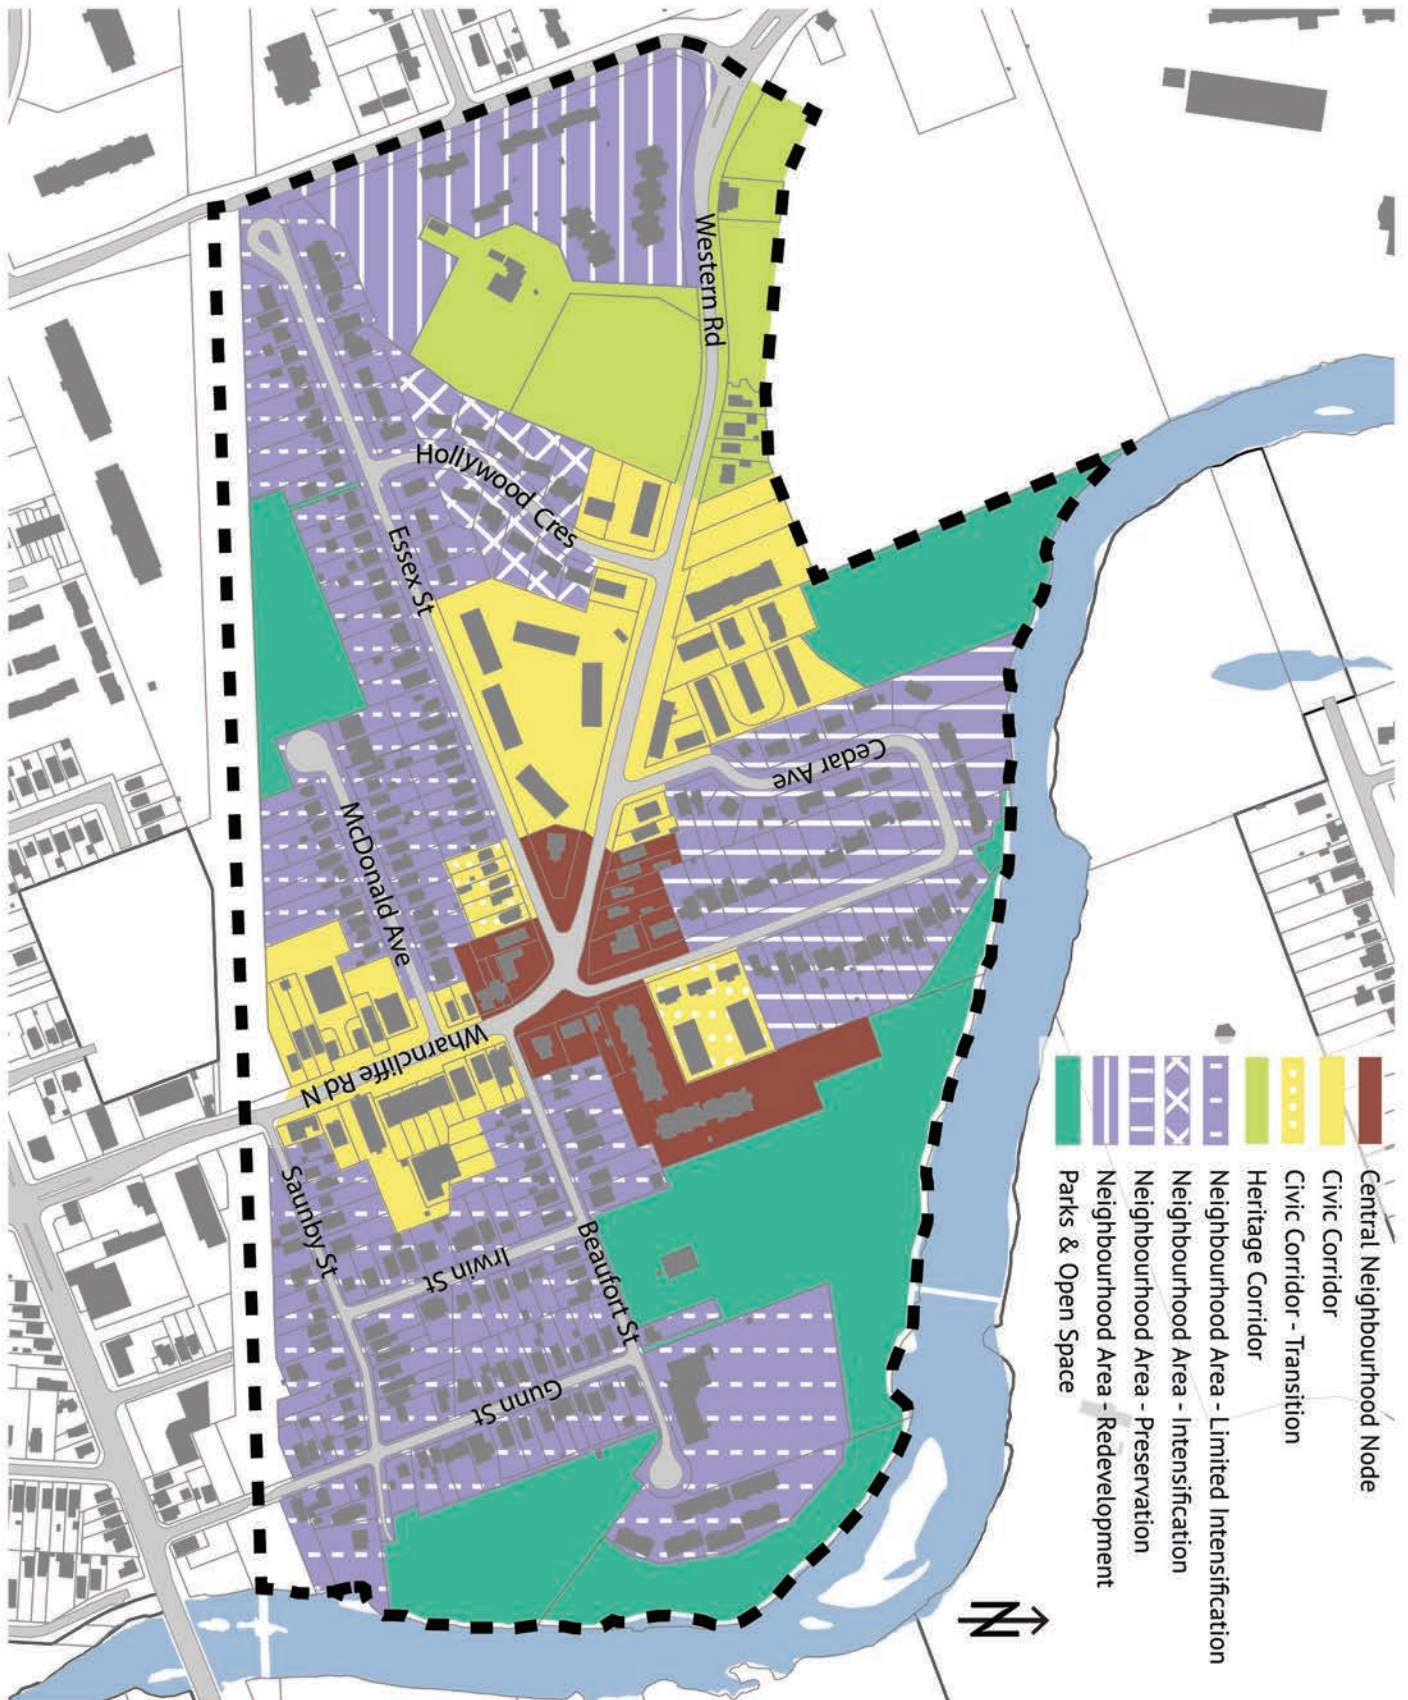 Central Neighbourhood Node
Civic Corridor
Civic Corridor - Transition
Heritage Corridor
Neighbourhood Area - Limited Intensification
Neighbourhood Area - Intensification
Neighbourhood Area - Preservation
Neighbourhood Area - Redevelopment
Parks & Open Space
N
Western Rd
Hollywood Cres
Essex St
Cedar Ave
McDonald Ave
Wharncliffe Rd N
Saunby St
Irwin St
Beaufort St
Gunn St